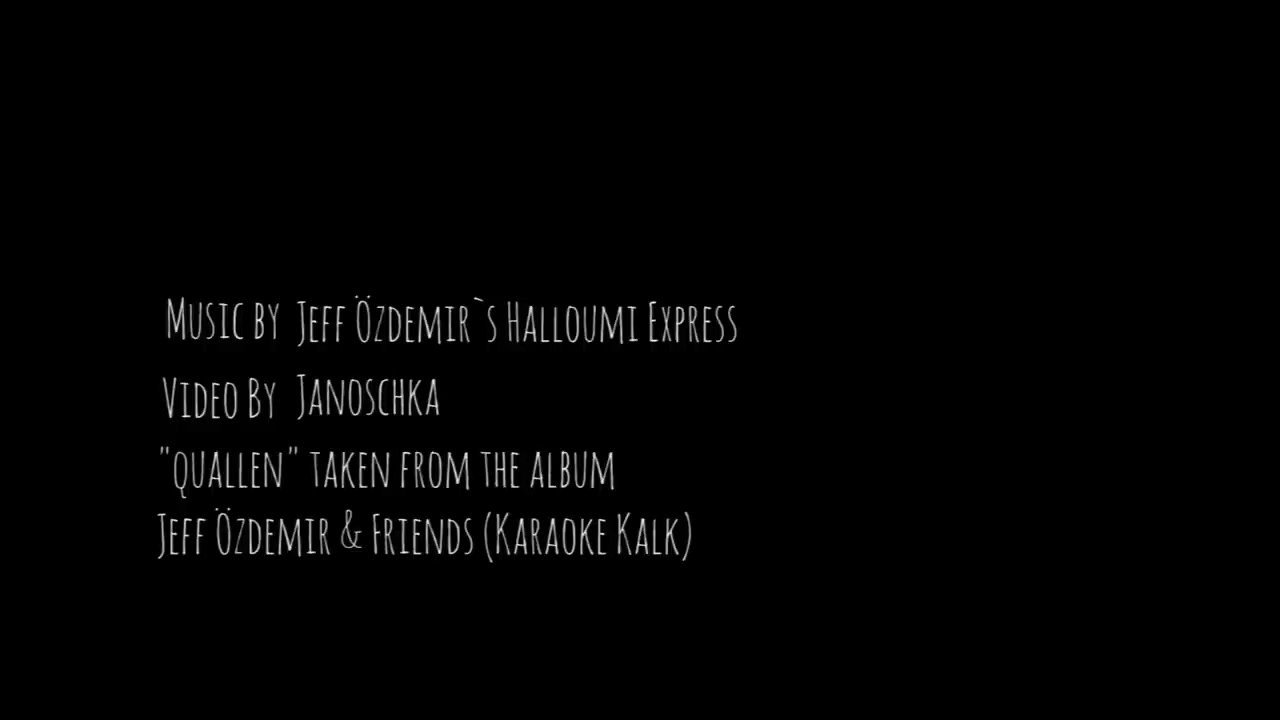 Music by Jeff Özdemir`s Halloumi Express
Video By Janoschka
"quallen" taken from the album
Jeff Özdemir & Friends (Karaoke Kalk)